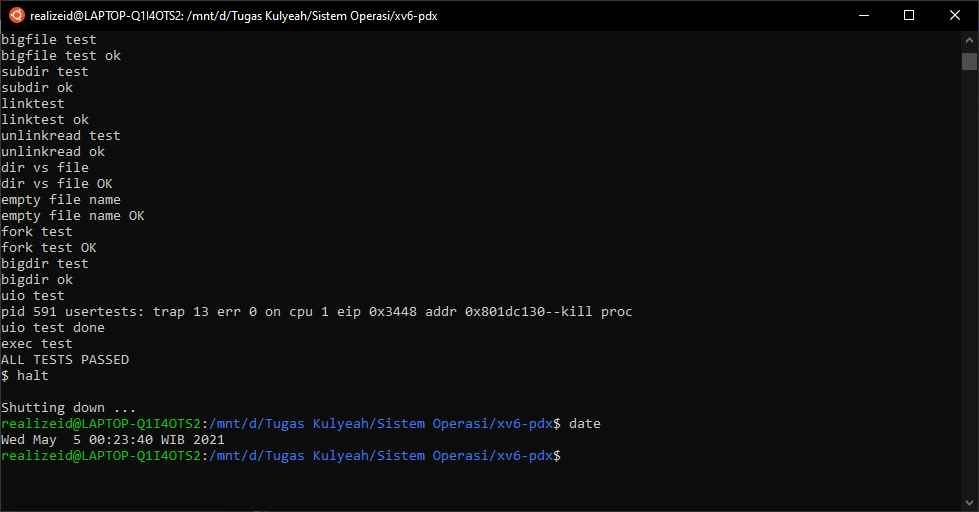 realizeid@LAPTOP-Q1I4OTS2: /mnt/d/Tugas Kulyeah/Sistem Operasi/xv6-pdx
bigfile test
bigfile test ok
subdir test
subdir ok
linktest
linktest ok
unlinkread test
unlinkread ok
dir vs file
dir vs file OK
empty file name
empty file name OK
fork test
fork test OK
bigdir test
bigdir ok
uio test
pid 591 usertests: trap 13 err 0 on cpu 1 eip 0x3448 addr 0x801dc130--kill proc
uio test done
exec test
ALL TESTS PASSED
$ halt
Shutting down ...
realizeid@LAPTOP-Q1I4OTS2:/mnt/d/Tugas Kulyeah/Sistem Operasi/xv6-pdx$ date
Wed May  5 00:23:40 WIB 2021
realizeid@LAPTOP-Q1I4OTS2:/mnt/d/Tugas Kulyeah/Sistem Operasi/xv6-pdx$